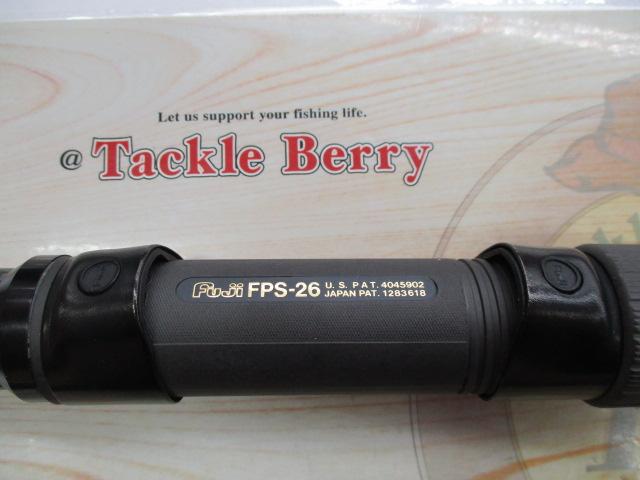 Let us support your fishing life.
@ Tackle Berry
Fuji FPS-26 U.S. PAT. 4045902
JAPAN PAT. 1283618